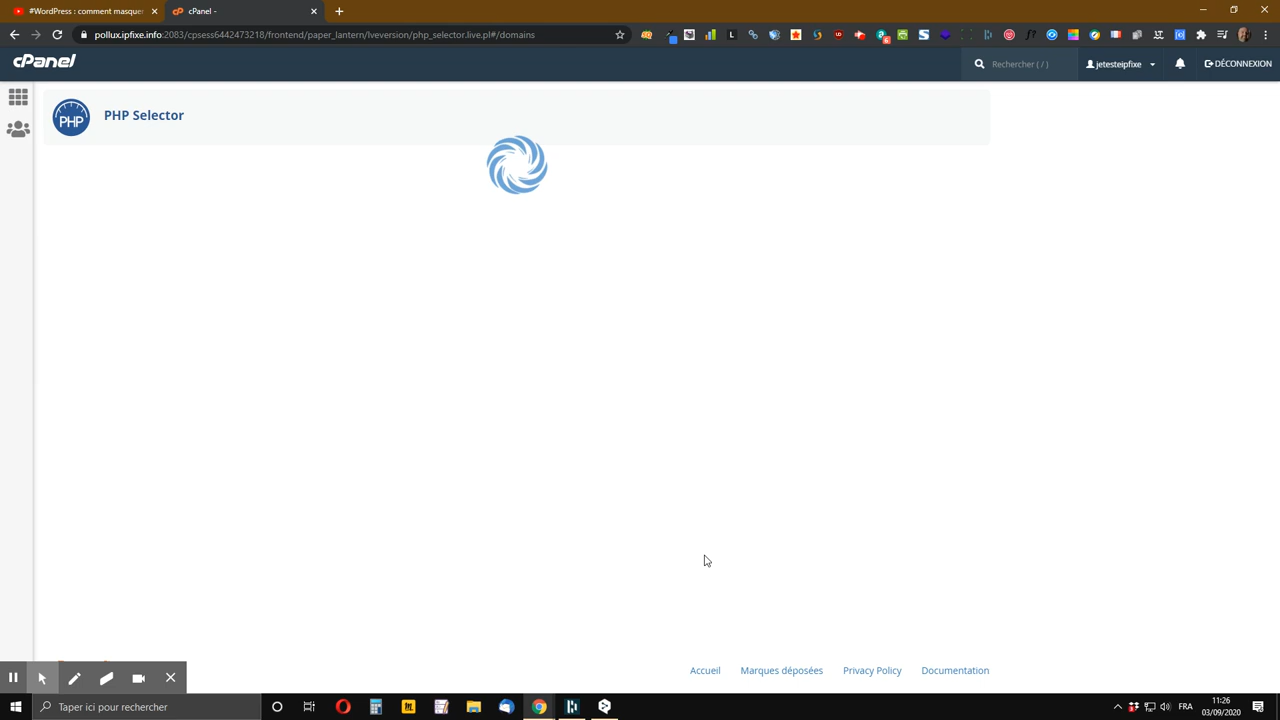 #WordPress : comment masquer
cPanel -
pollux.ipfixe.info:2083/cpsess6442473218/frontend/paper_lantern/lveversion/php_selector.live.pl#/domains
cPanel
Rechercher ( / )
jetesteipfixe
DÉCONNEXION
PHP
PHP Selector
Accueil
Marques déposées
Privacy Policy
Documentation
Taper ici pour rechercher
FRA
11:26
03/09/2020